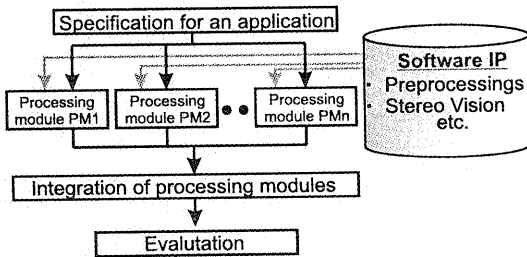 Specification for an application
Software IP
· Preprocessings
· Stereo Vision
etc.
Processing
module PM1
Processing
module PM2
Processing
module PMn
Integration of processing modules
Evalutation